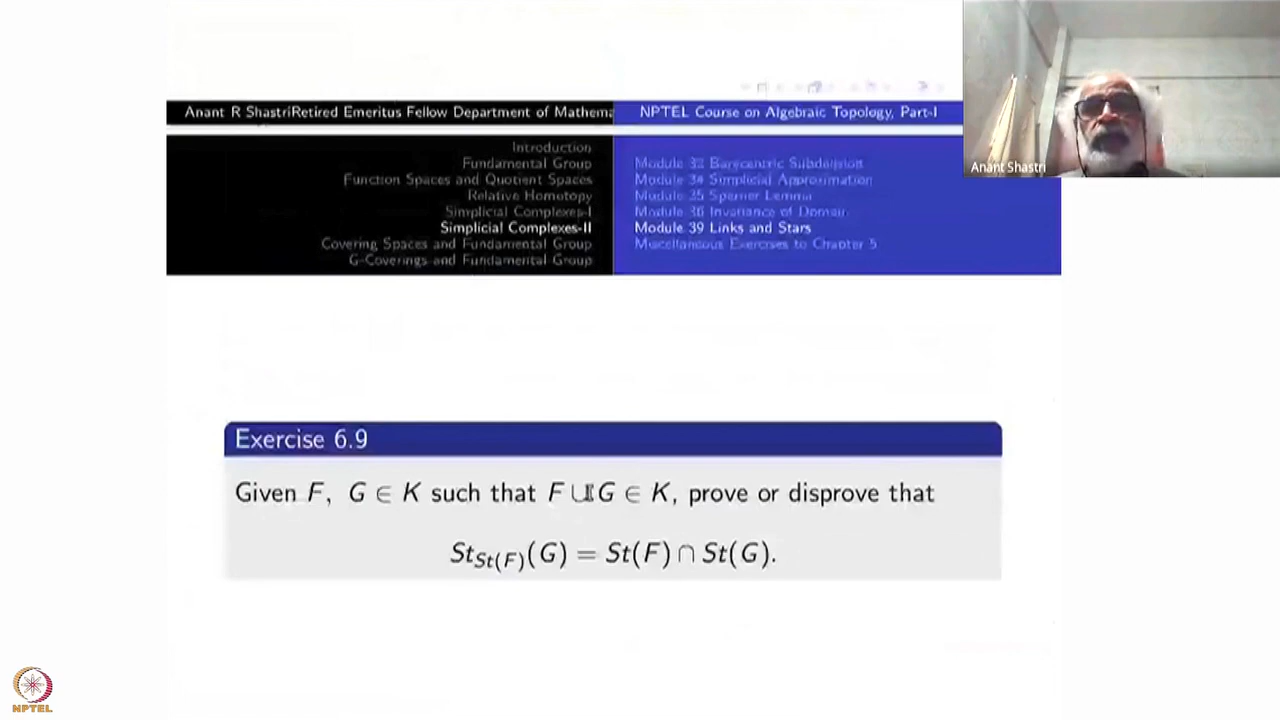 Anant R ShastriRetired Emeritus Fellow Department of Mathema
NPTEL Course on Algebraic Topology, Part-I
Introduction
Fundamental Group
Function Spaces and Quotient Spaces
Relative Homotopy
Simplicial Complexes-I
Simplicial Complexes-II
Covering Spaces and Fundamental Group
G-Coverings and Fundamental Group
Module 33 Barycentric Subdivision
Module 34 Simplicial Approximation
Module 35 Sperner Lemma
Module 36 Invariance of Domain
Module 39 Links and Stars
Miscellaneous Exercises to Chapter 5
Anant Shastri
Exercise 6.9
Given F, G ∈ K such that F ∪ G ∈ K, prove or disprove that
St_{St(F)}(G) = St(F) ∩ St(G).
NPTEL